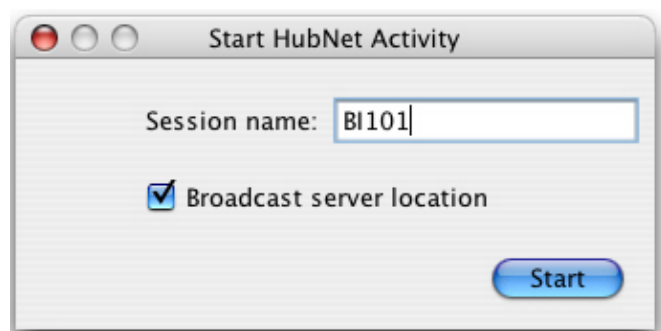 Start HubNet Activity
Session name: BI101
Broadcast server location
Start